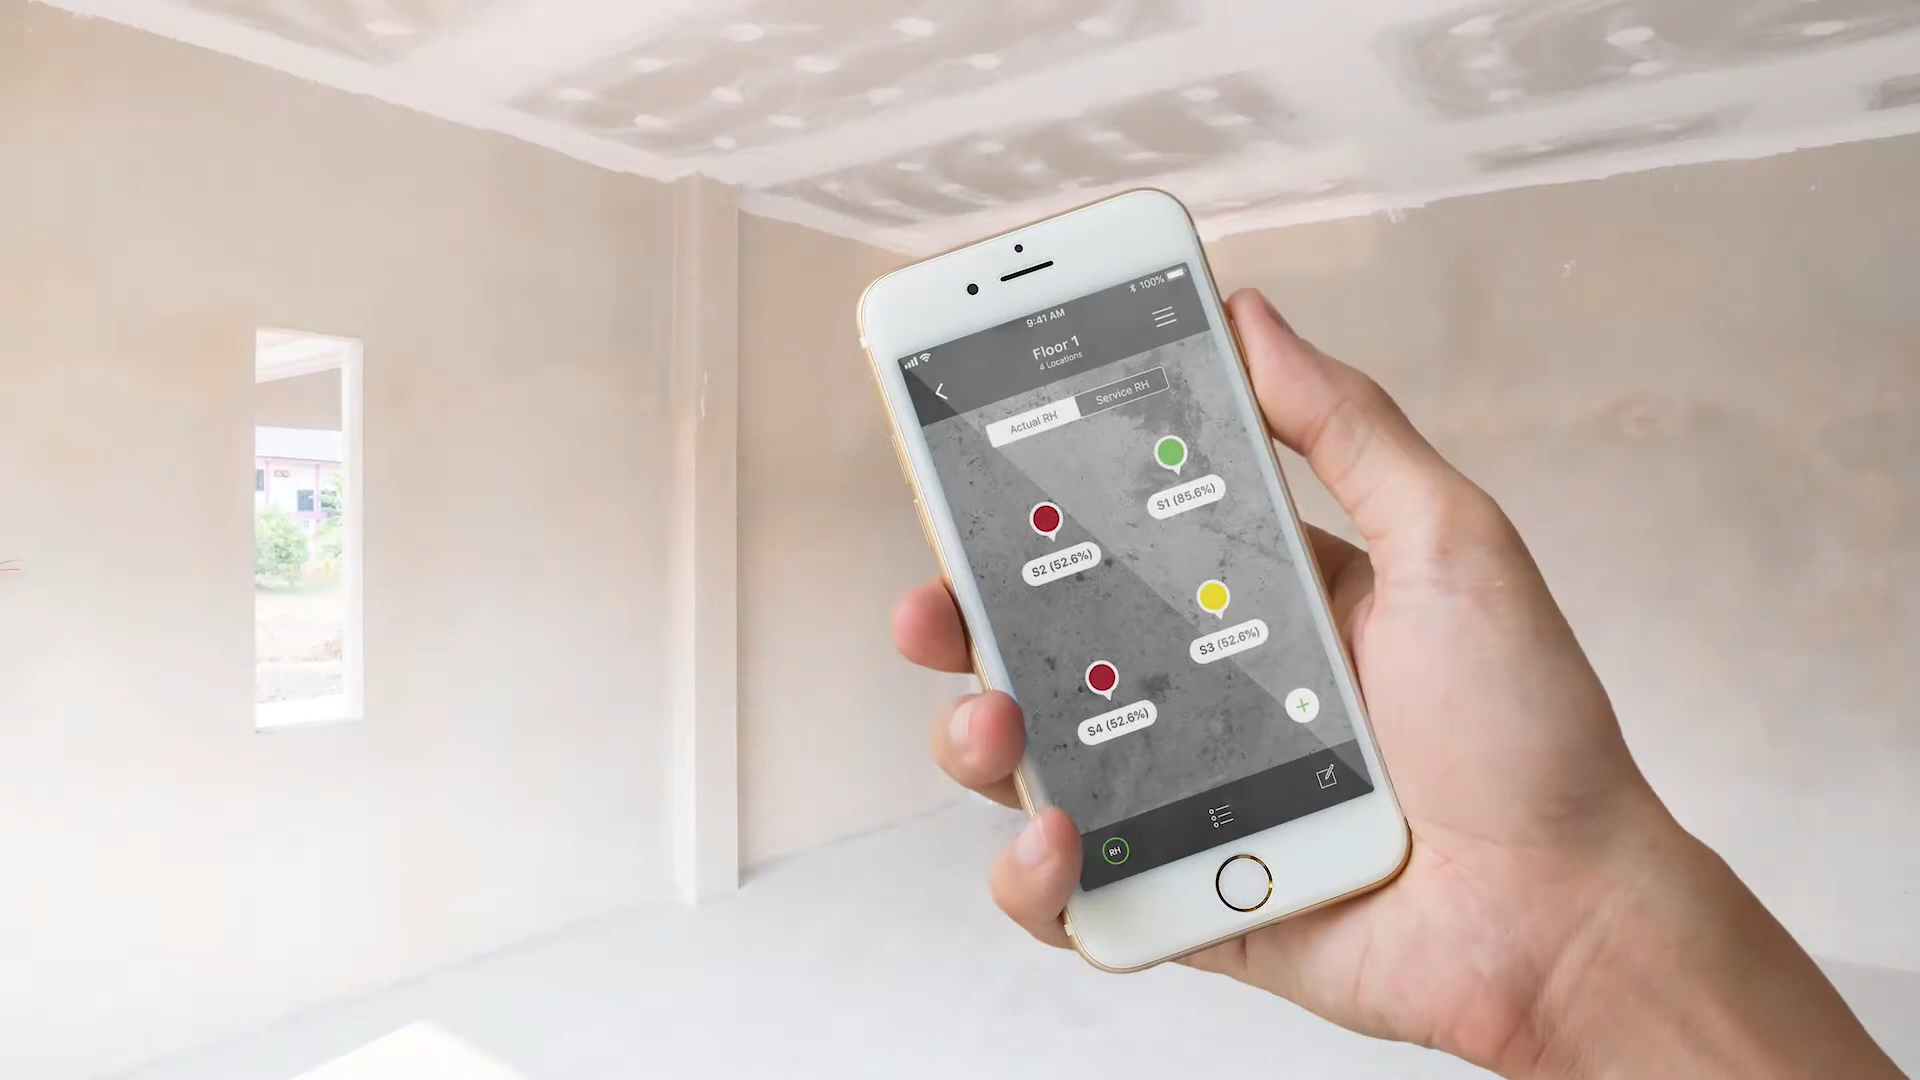 100%
9:41 AM
Floor 1
4 Locations
Actual RH
Service RH
S1 (85.6%)
S2 (52.6%)
S3 (52.6%)
S4 (52.6%)
RH